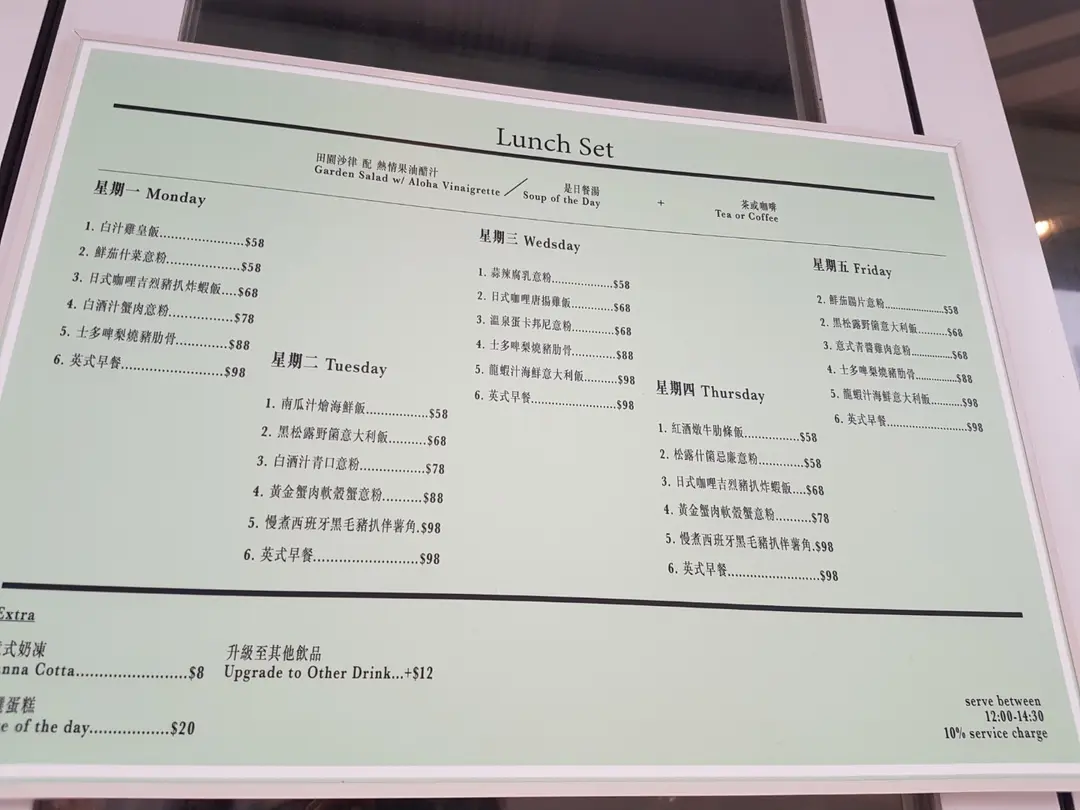 Lunch Set
田園沙律 配 熱情果油醋汁
Garden Salad w/ Aloha Vinaigrette / 是日餐湯
Soup of the Day
+
茶或咖啡
Tea or Coffee
星期一 Monday
1. 白汁雞皇飯....................$58
2. 鮮茄什菜意粉..................$58
3. 日式咖哩吉烈豬扒炸蝦飯....$68
4. 白酒汁蟹肉意粉...............$78
5. 士多啤梨燒豬肋骨............$88
6. 英式早餐........................$98
星期二 Tuesday
1. 南瓜汁燴海鮮飯..............$58
2. 黑松露野菌意大利飯.........$68
3. 白酒汁青口意粉...............$78
4. 黃金蟹肉軟殼蟹意粉..........$88
5. 慢煮西班牙黑毛豬扒伴薯角.$98
6. 英式早餐........................$98
星期三 Wedsday
1. 蒜辣腐乳意粉..................$58
2. 日式咖哩唐揚雞飯............$68
3. 溫泉蛋卡邦尼意粉............$68
4. 士多啤梨燒豬肋骨............$88
5. 龍蝦汁海鮮意大利飯.........$98
6. 英式早餐........................$98
星期四 Thursday
1. 紅酒燉牛肋條飯...............$58
2. 松露什菌忌廉意粉............$58
3. 日式咖哩吉烈豬扒炸蝦飯....$68
4. 黃金蟹肉軟殼蟹意粉..........$78
5. 慢煮西班牙黑毛豬扒伴薯角.$98
6. 英式早餐........................$98
星期五 Friday
2. 鮮茄腸片意粉..................$58
2. 黑松露野菌意大利飯.........$68
3. 意式青醬雞肉意粉............$68
4. 士多啤梨燒豬肋骨............$88
5. 龍蝦汁海鮮意大利飯.........$98
6. 英式早餐........................$98
Extra
式奶凍
nna Cotta........................$8
蛋糕
e of the day..................$20
升級至其他飲品
Upgrade to Other Drink...+$12
serve between
12:00-14:30
10% service charge